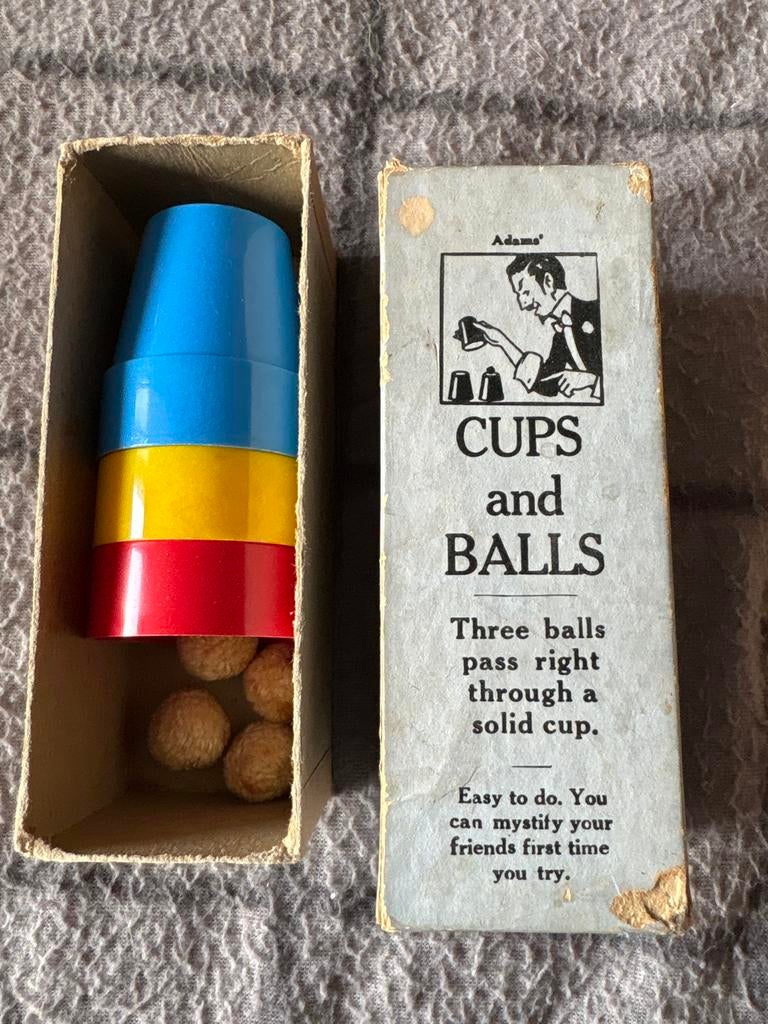 Adams'
CUPS
and
BALLS
Three balls
pass right
through a
solid cup.
Easy to do. You
can mystify your
friends first time
you try.